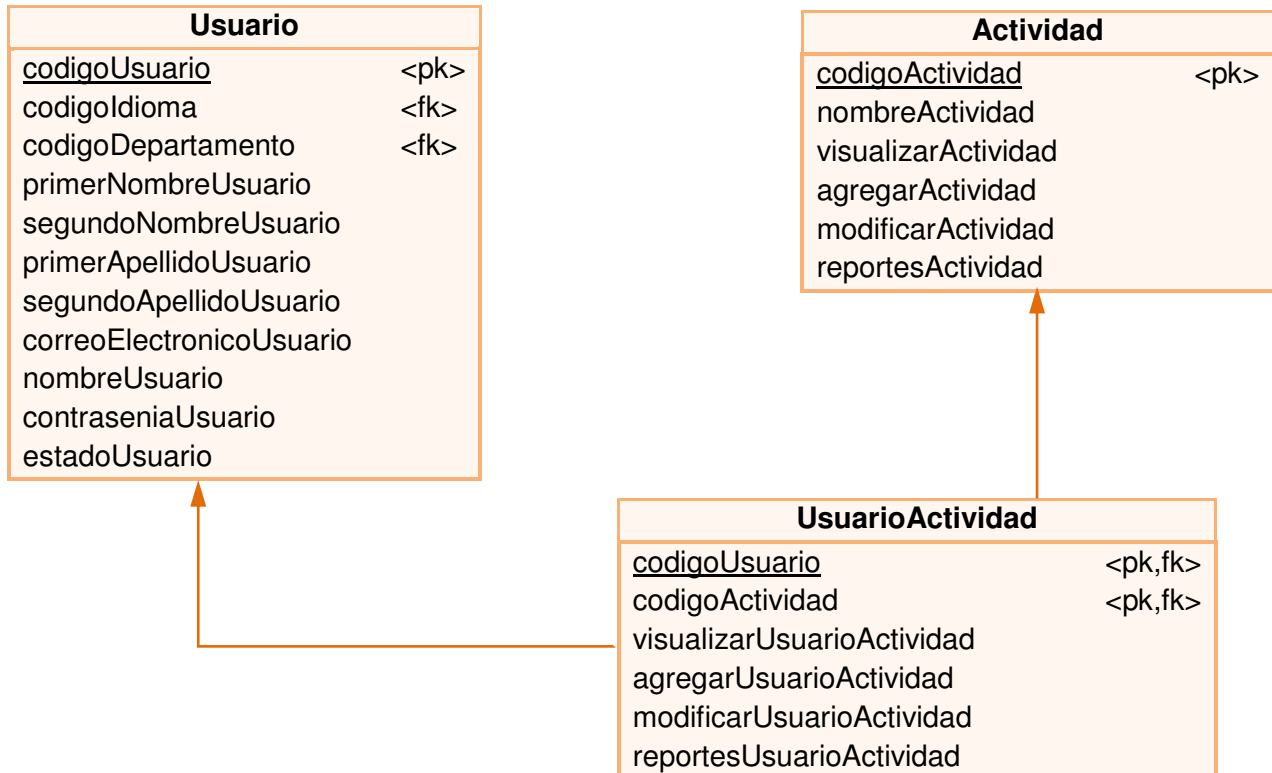 Usuario
codigoUsuario <pk>
codigoIdioma <fk>
codigoDepartamento <fk>
primerNombreUsuario
segundoNombreUsuario
primerApellidoUsuario
segundoApellidoUsuario
correoElectronicoUsuario
nombreUsuario
contraseniaUsuario
estadoUsuario
Actividad
codigoActividad <pk>
nombreActividad
visualizarActividad
agregarActividad
modificarActividad
reportesActividad
UsuarioActividad
codigoUsuario <pk,fk>
codigoActividad <pk,fk>
visualizarUsuarioActividad
agregarUsuarioActividad
modificarUsuarioActividad
reportesUsuarioActividad